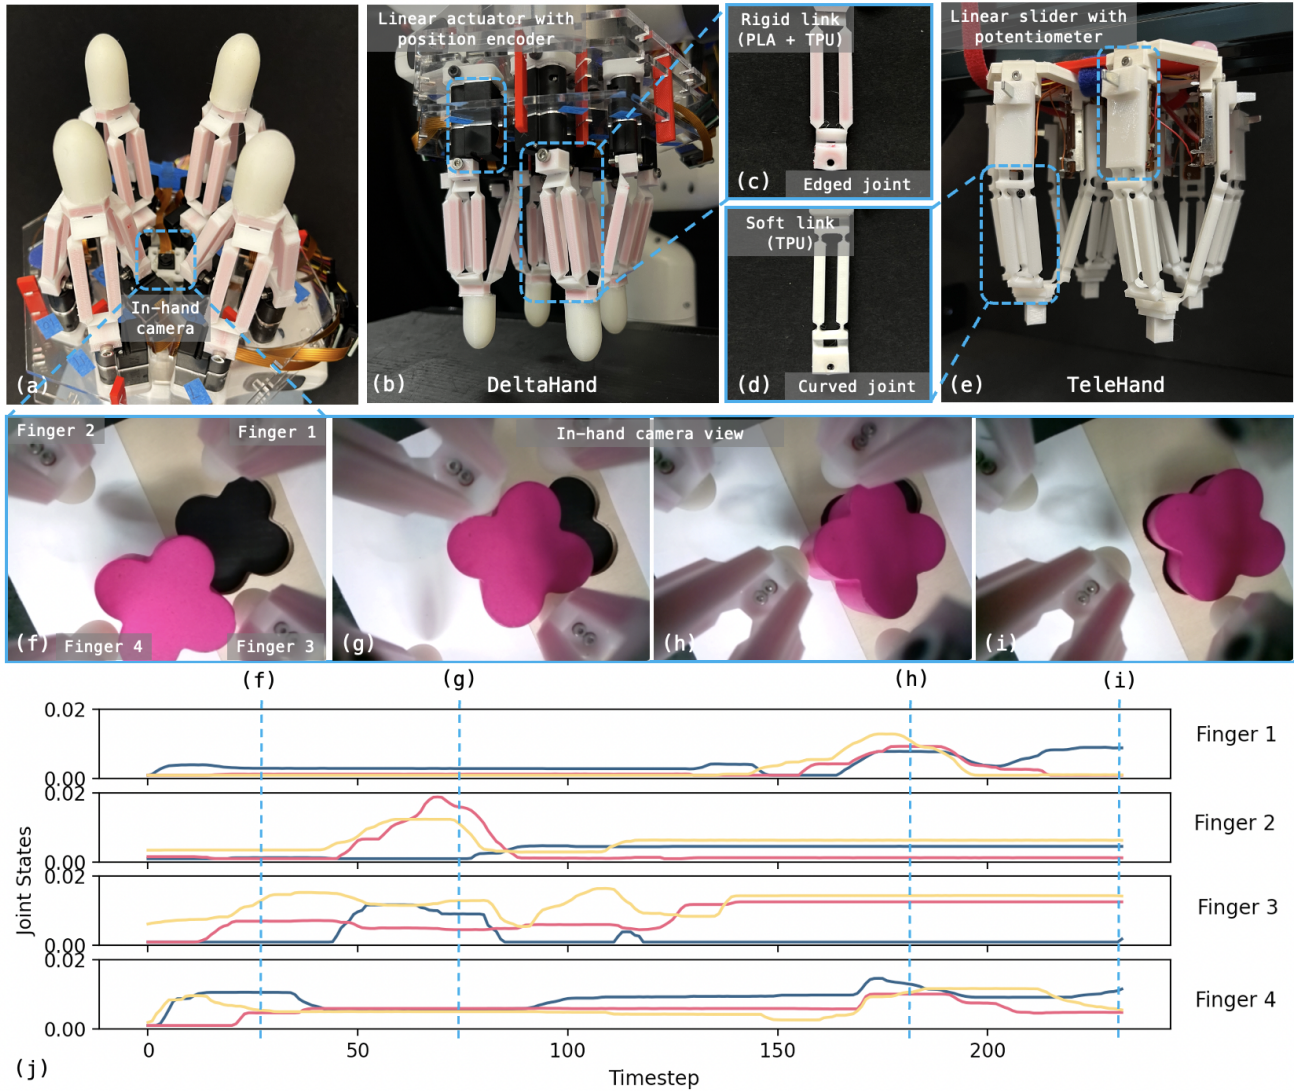 Linear actuator with
position encoder
Rigid link
(PLA + TPU)
Linear slider with
potentiometer
(c)
Edged joint
Soft link
(TPU)
In-hand
camera
(a)
(b)
DeltaHand
(d)
Curved joint
(e)
TeleHand
Finger 2
Finger 1
In-hand camera view
(f)
Finger 4
Finger 3
(g)
(h)
(i)
(f)
(g)
(h)
(i)
0.02
Finger 1
0.00
0.02
Finger 2
0.00
0.02
Finger 3
0.00
0.02
Finger 4
0.00
Joint States
0
50
100
150
200
(j)
Timestep